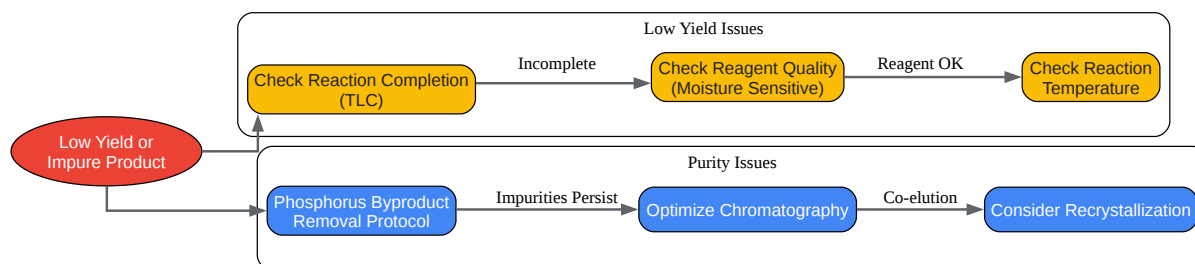 Low Yield Issues
Check Reaction Completion
(TLC)
Incomplete
Check Reagent Quality
(Moisture Sensitive)
Reagent OK
Check Reaction
Temperature
Low Yield or
Impure Product
Purity Issues
Phosphorus Byproduct
Removal Protocol
Impurities Persist
Optimize Chromatography
Co-elution
Consider Recrystallization